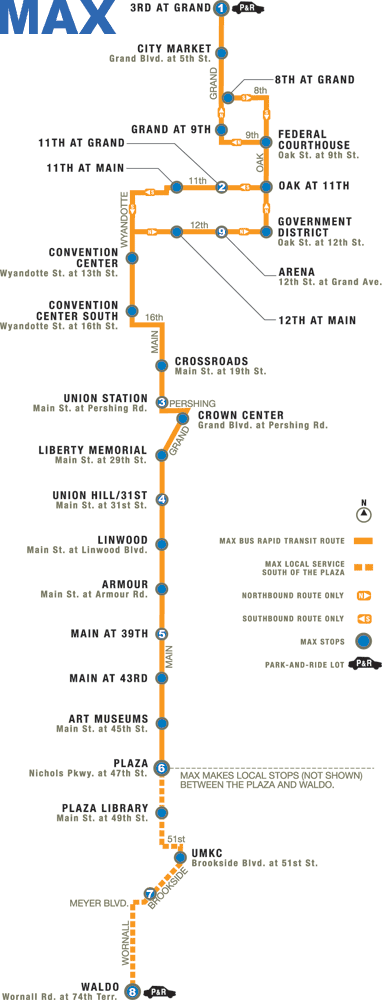 MAX
3RD AT GRAND 1 P&R
CITY MARKET
Grand Blvd. at 5th St.
GRAND
8TH AT GRAND
8th
N
S
GRAND AT 9TH
N
9th
S
FEDERAL
COURTHOUSE
Oak St. at 9th St.
11TH AT GRAND
11TH AT MAIN
OAK
11th
S
2
S
OAK AT 11TH
WYANDOTTE
S
N
12th
N
9
N
GOVERNMENT
DISTRICT
Oak St. at 12th St.
CONVENTION
CENTER
Wyandotte St. at 13th St.
ARENA
12th St. at Grand Ave.
12TH AT MAIN
CONVENTION
CENTER SOUTH
Wyandotte St. at 16th St.
16th
MAIN
CROSSROADS
Main St. at 19th St.
UNION STATION
Main St. at Pershing Rd.
3
PERSHING
CROWN CENTER
Grand Blvd. at Pershing Rd.
GRAND
LIBERTY MEMORIAL
Main St. at 29th St.
UNION HILL/31ST
Main St. at 31st St.
4
N
LINWOOD
Main St. at Linwood Blvd.
MAX BUS RAPID TRANSIT ROUTE
MAX LOCAL SERVICE
SOUTH OF THE PLAZA
ARMOUR
Main St. at Armour Rd.
NORTHBOUND ROUTE ONLY N
SOUTHBOUND ROUTE ONLY S
MAIN AT 39TH 5
MAX STOPS
MAIN
PARK-AND-RIDE LOT P&R
MAIN AT 43RD
ART MUSEUMS
Main St. at 45th St.
PLAZA
Nichols Pkwy. at 47th St.
6
MAX MAKES LOCAL STOPS (NOT SHOWN)
BETWEEN THE PLAZA AND WALDO.
PLAZA LIBRARY
Main St. at 49th St.
51st
UMKC
Brookside Blvd. at 51st St.
7
BROOKSIDE
MEYER BLVD.
WORNALL
WALDO
Wornall Rd. at 74th Terr.
8 P&R